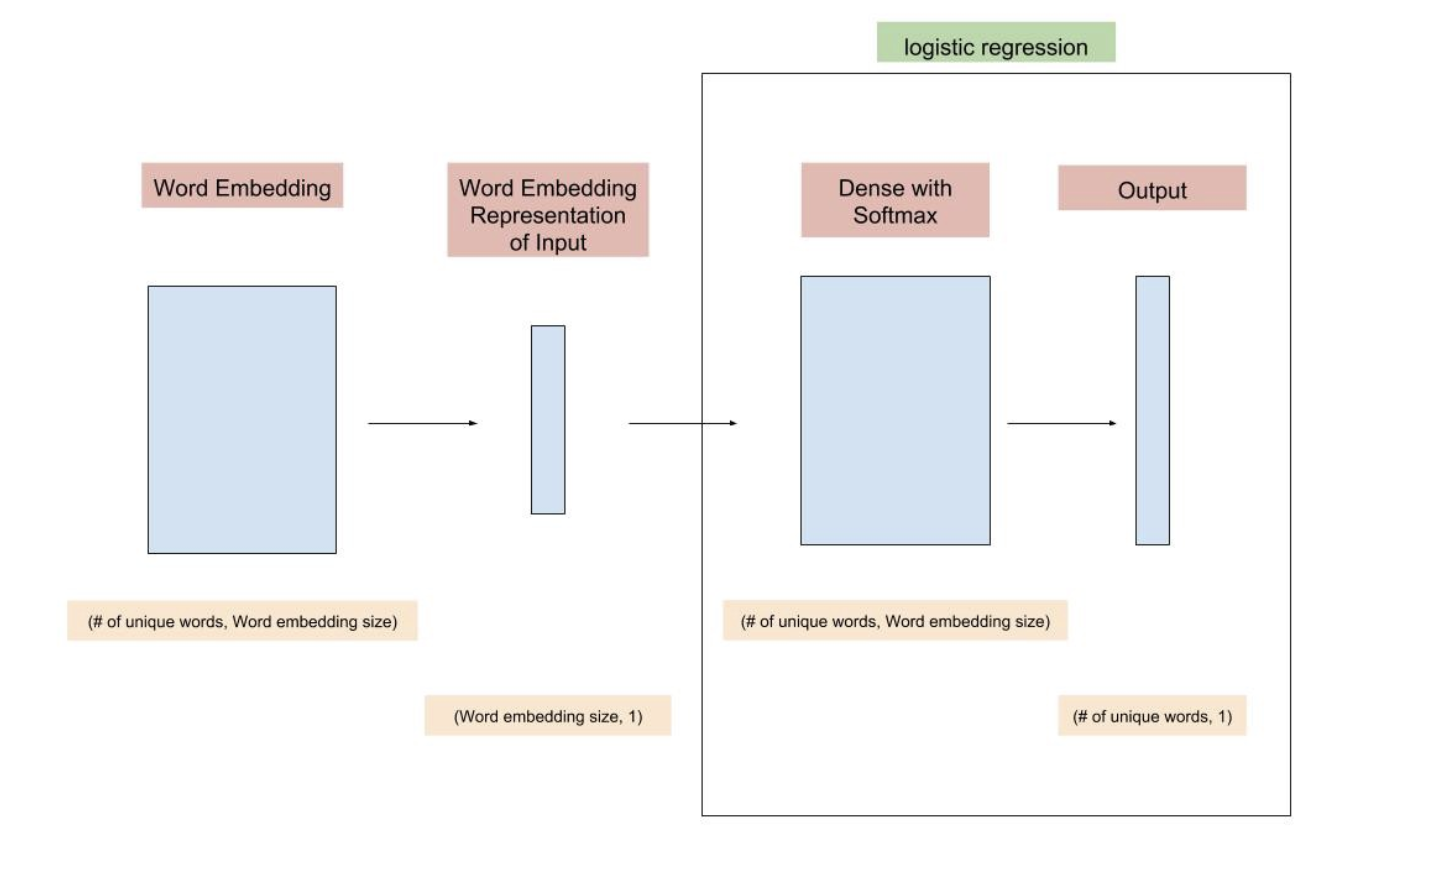 logistic regression
Word Embedding
Word Embedding
Representation
of Input
Dense with
Softmax
Output
(# of unique words, Word embedding size)
(# of unique words, Word embedding size)
(Word embedding size, 1)
(# of unique words, 1)